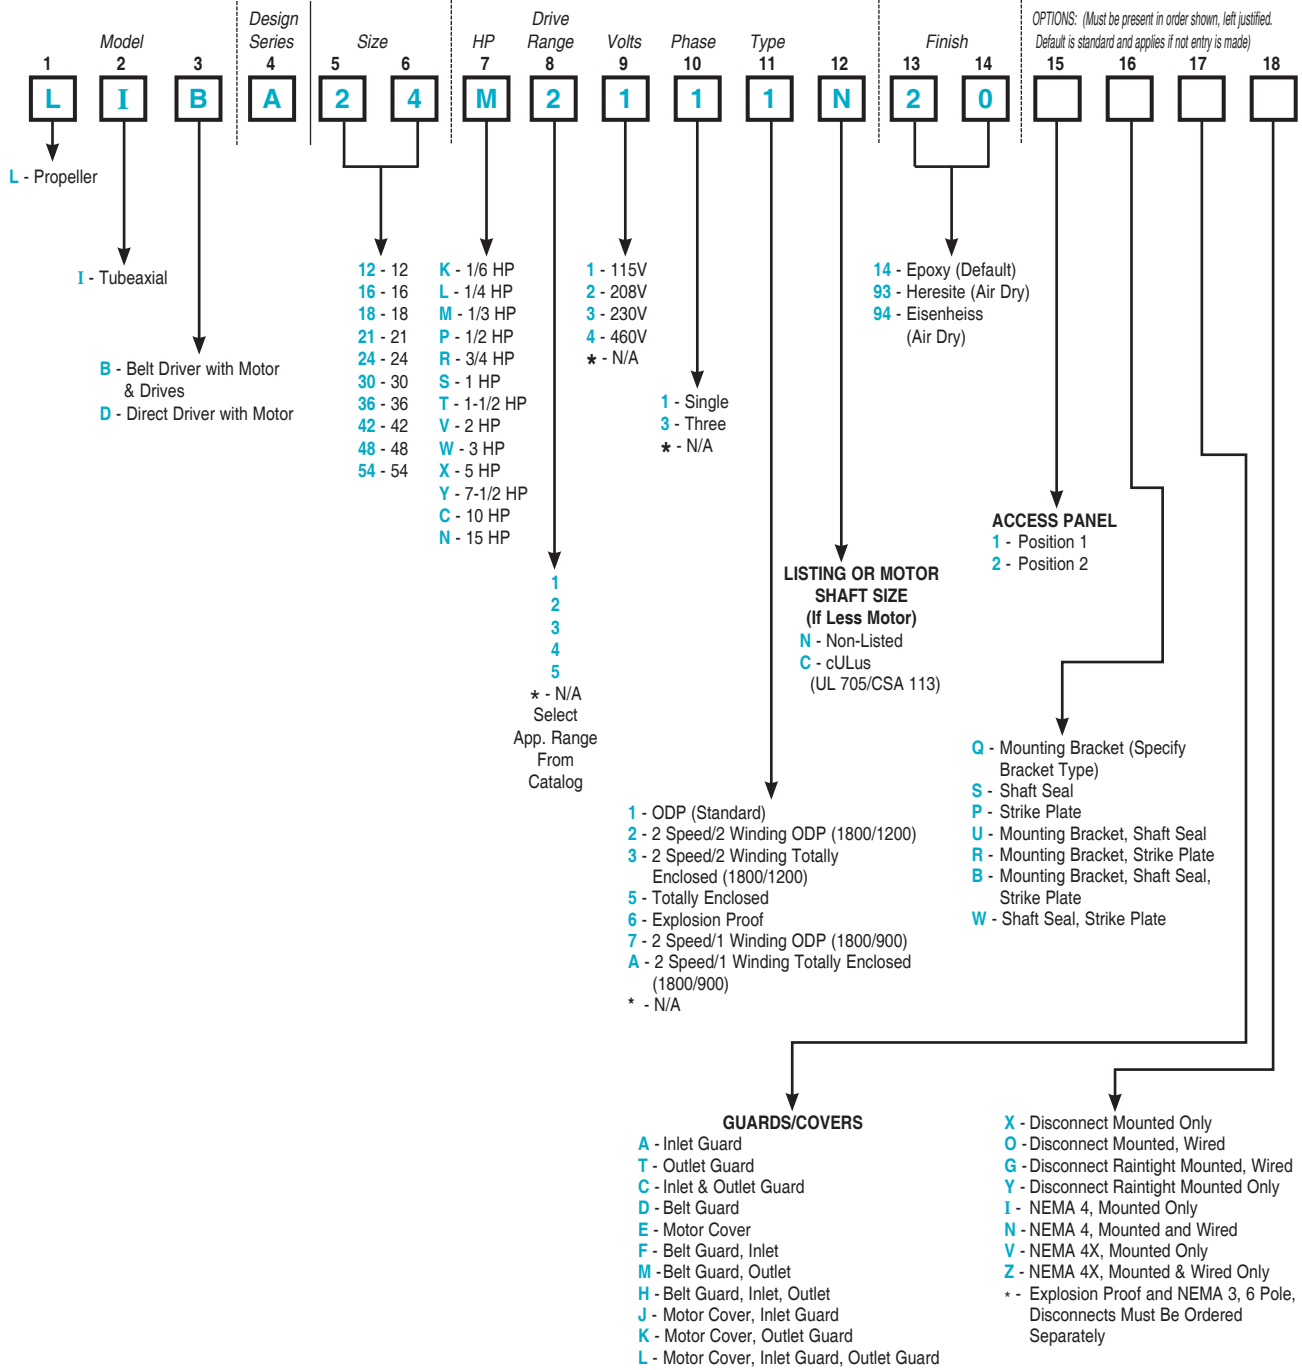 Model
Design
Series
Size
HP
Drive
Range
Volts
Phase
Type
Finish
OPTIONS: (Must be present in order shown, left justified.
Default is standard and applies if not entry is made)
1 2 3 4 5 6 7 8 9 10 11 12 13 14 15 16 17 18
L I B A 2 4 M 2 1 1 1 N 2 0
L - Propeller
I - Tubeaxial
B - Belt Driver with Motor
& Drives
D - Direct Driver with Motor
12 - 12
16 - 16
18 - 18
21 - 21
24 - 24
30 - 30
36 - 36
42 - 42
48 - 48
54 - 54
K - 1/6 HP
L - 1/4 HP
M - 1/3 HP
P - 1/2 HP
R - 3/4 HP
S - 1 HP
T - 1-1/2 HP
V - 2 HP
W - 3 HP
X - 5 HP
Y - 7-1/2 HP
C - 10 HP
N - 15 HP
1
2
3
4
5
* - N/A
Select
App. Range
From
Catalog
1 - 115V
2 - 208V
3 - 230V
4 - 460V
* - N/A
1 - Single
3 - Three
* - N/A
1 - ODP (Standard)
2 - 2 Speed/2 Winding ODP (1800/1200)
3 - 2 Speed/2 Winding Totally
Enclosed (1800/1200)
5 - Totally Enclosed
6 - Explosion Proof
7 - 2 Speed/1 Winding ODP (1800/900)
A - 2 Speed/1 Winding Totally Enclosed
(1800/900)
* - N/A
LISTING OR MOTOR
SHAFT SIZE
(If Less Motor)
N - Non-Listed
C - cULus
(UL 705/CSA 113)
14 - Epoxy (Default)
93 - Heresite (Air Dry)
94 - Eisenheiss
(Air Dry)
ACCESS PANEL
1 - Position 1
2 - Position 2
Q - Mounting Bracket (Specify
Bracket Type)
S - Shaft Seal
P - Strike Plate
U - Mounting Bracket, Shaft Seal
R - Mounting Bracket, Strike Plate
B - Mounting Bracket, Shaft Seal,
Strike Plate
W - Shaft Seal, Strike Plate
GUARDS/COVERS
A - Inlet Guard
T - Outlet Guard
C - Inlet & Outlet Guard
D - Belt Guard
E - Motor Cover
F - Belt Guard, Inlet
M - Belt Guard, Outlet
H - Belt Guard, Inlet, Outlet
J - Motor Cover, Inlet Guard
K - Motor Cover, Outlet Guard
L - Motor Cover, Inlet Guard, Outlet Guard
X - Disconnect Mounted Only
O - Disconnect Mounted, Wired
G - Disconnect Raintight Mounted, Wired
Y - Disconnect Raintight Mounted Only
I - NEMA 4, Mounted Only
N - NEMA 4, Mounted and Wired
V - NEMA 4X, Mounted Only
Z - NEMA 4X, Mounted & Wired Only
* - Explosion Proof and NEMA 3, 6 Pole,
Disconnects Must Be Ordered
Separately